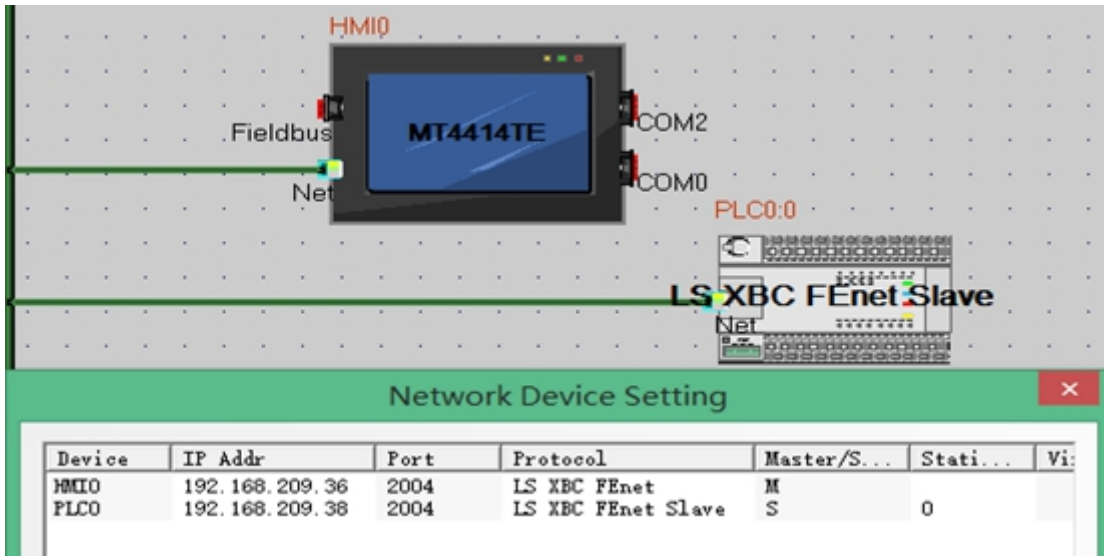 HMI0
Fieldbus
MT4414TE
COM2
Net
COM0
PLC0:0
LS XBC FEnet Slave
Net
Network Device Setting
Device IP Addr Port Protocol Master/S... Stati... Vi
HMI0 192.168.209.36 2004 LS XBC FEnet M
PLC0 192.168.209.38 2004 LS XBC FEnet Slave S 0